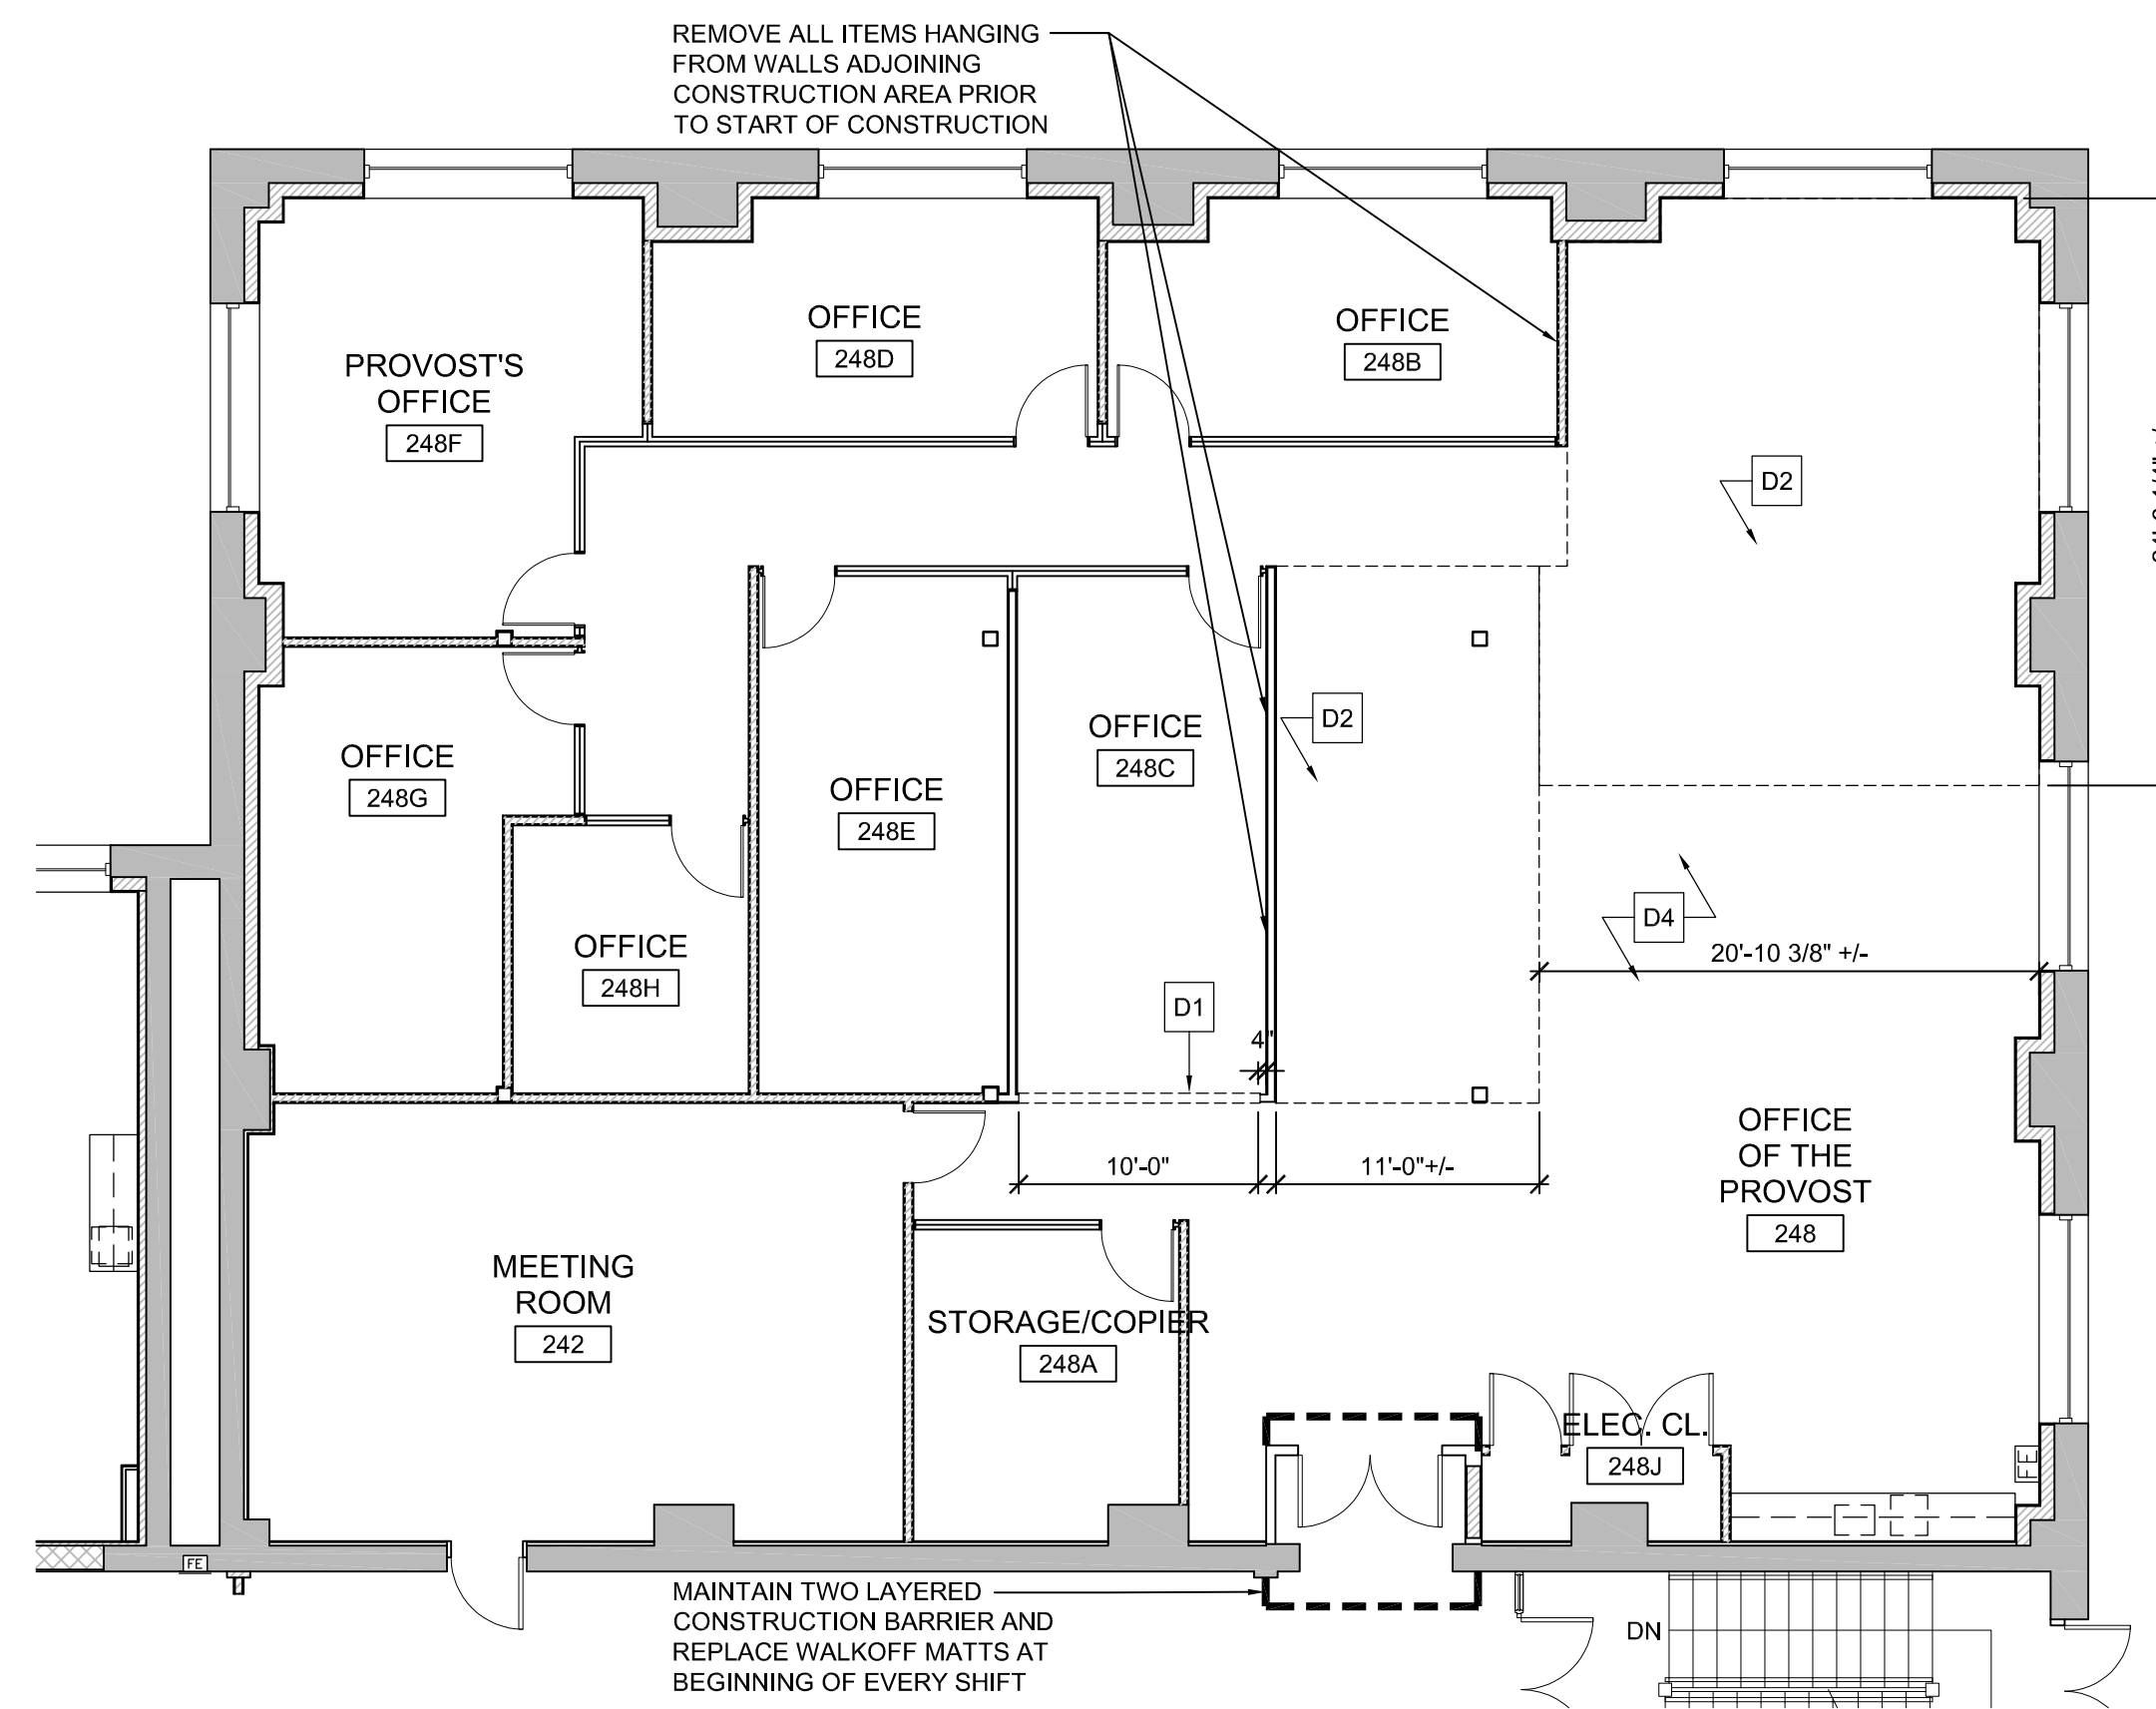 REMOVE ALL ITEMS HANGING
FROM WALLS ADJOINING
CONSTRUCTION AREA PRIOR
TO START OF CONSTRUCTION
OFFICE
248D
OFFICE
248B
PROVOST'S
OFFICE
248F
D2
OFFICE
248G
OFFICE
248E
OFFICE
248C
D2
D4
20'-10 3/8" +/-
OFFICE
248H
D1
4"
10'-0"
11'-0"+/-
OFFICE
OF THE
PROVOST
248
MEETING
ROOM
242
STORAGE/COPIER
248A
ELEC. CL.
248J
FE
FE
MAINTAIN TWO LAYERED
CONSTRUCTION BARRIER AND
REPLACE WALKOFF MATTS AT
BEGINNING OF EVERY SHIFT
DN